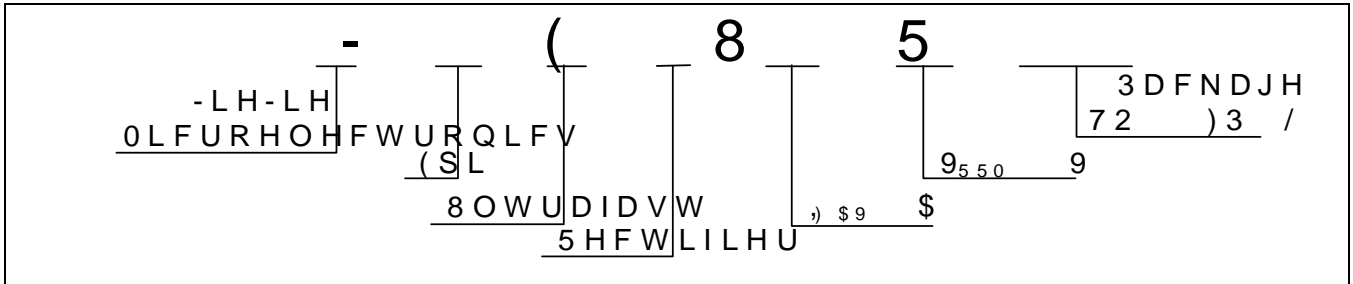 - ( 8 5
3DFNDJH
-LH-LH
72 )3 /
0LFURHOHFWURQLFV
(SL 9550 9
8OWUDIDVW ,) $9 $
5HFWLILHU